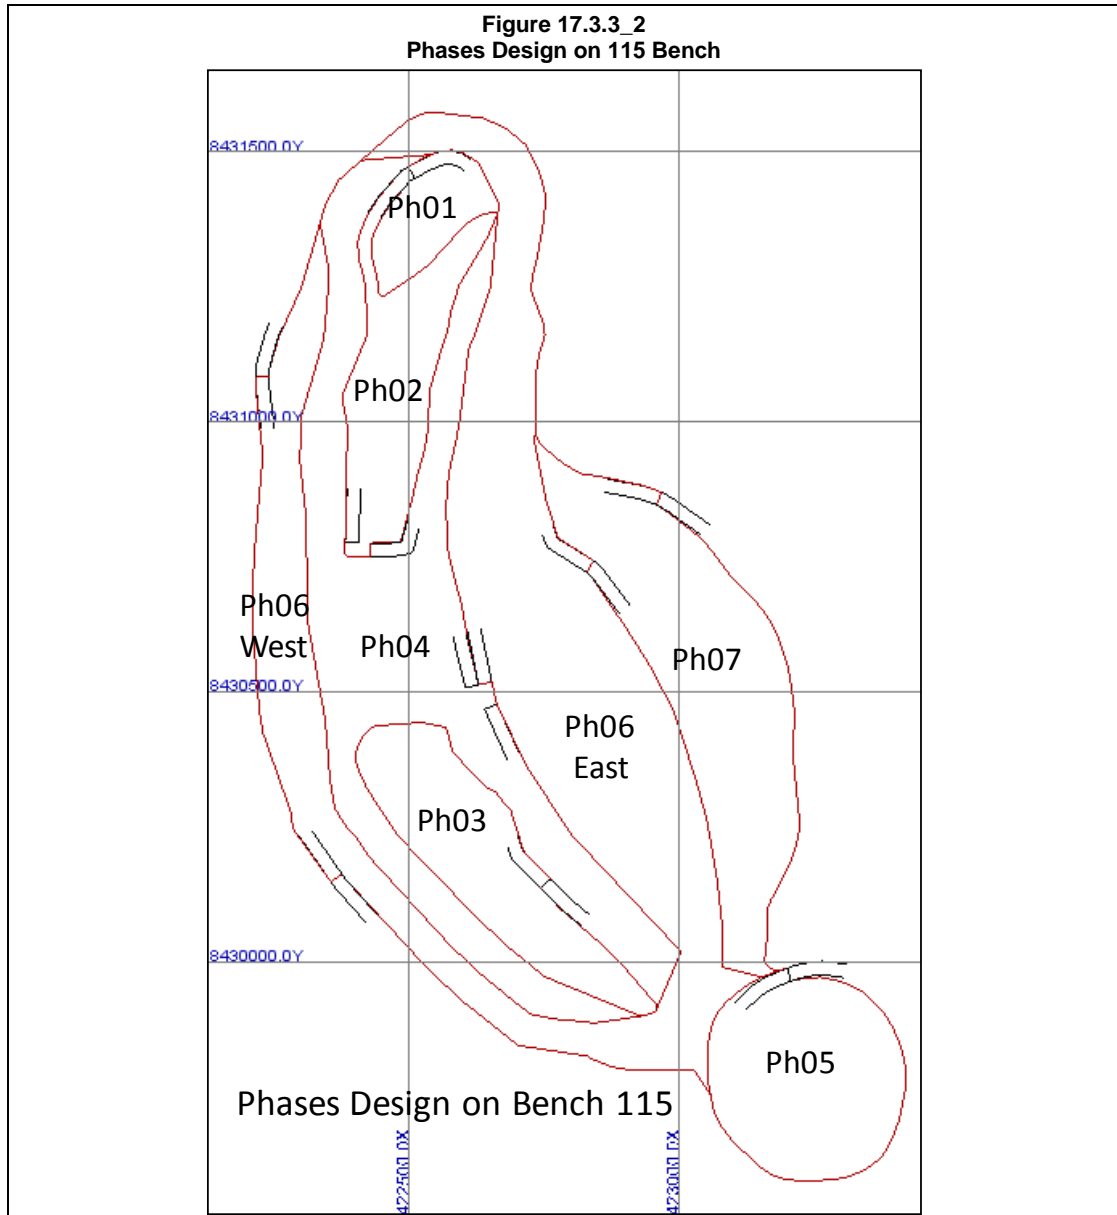 Figure 17.3.3_2
Phases Design on 115 Bench
8431500.0Y
Ph01
Ph02
8431000.0Y
Ph06
West
Ph04
Ph07
8430500.0Y
Ph06
East
Ph03
8430000.0Y
Ph05
Phases Design on Bench 115
422500.0X
423000.0X